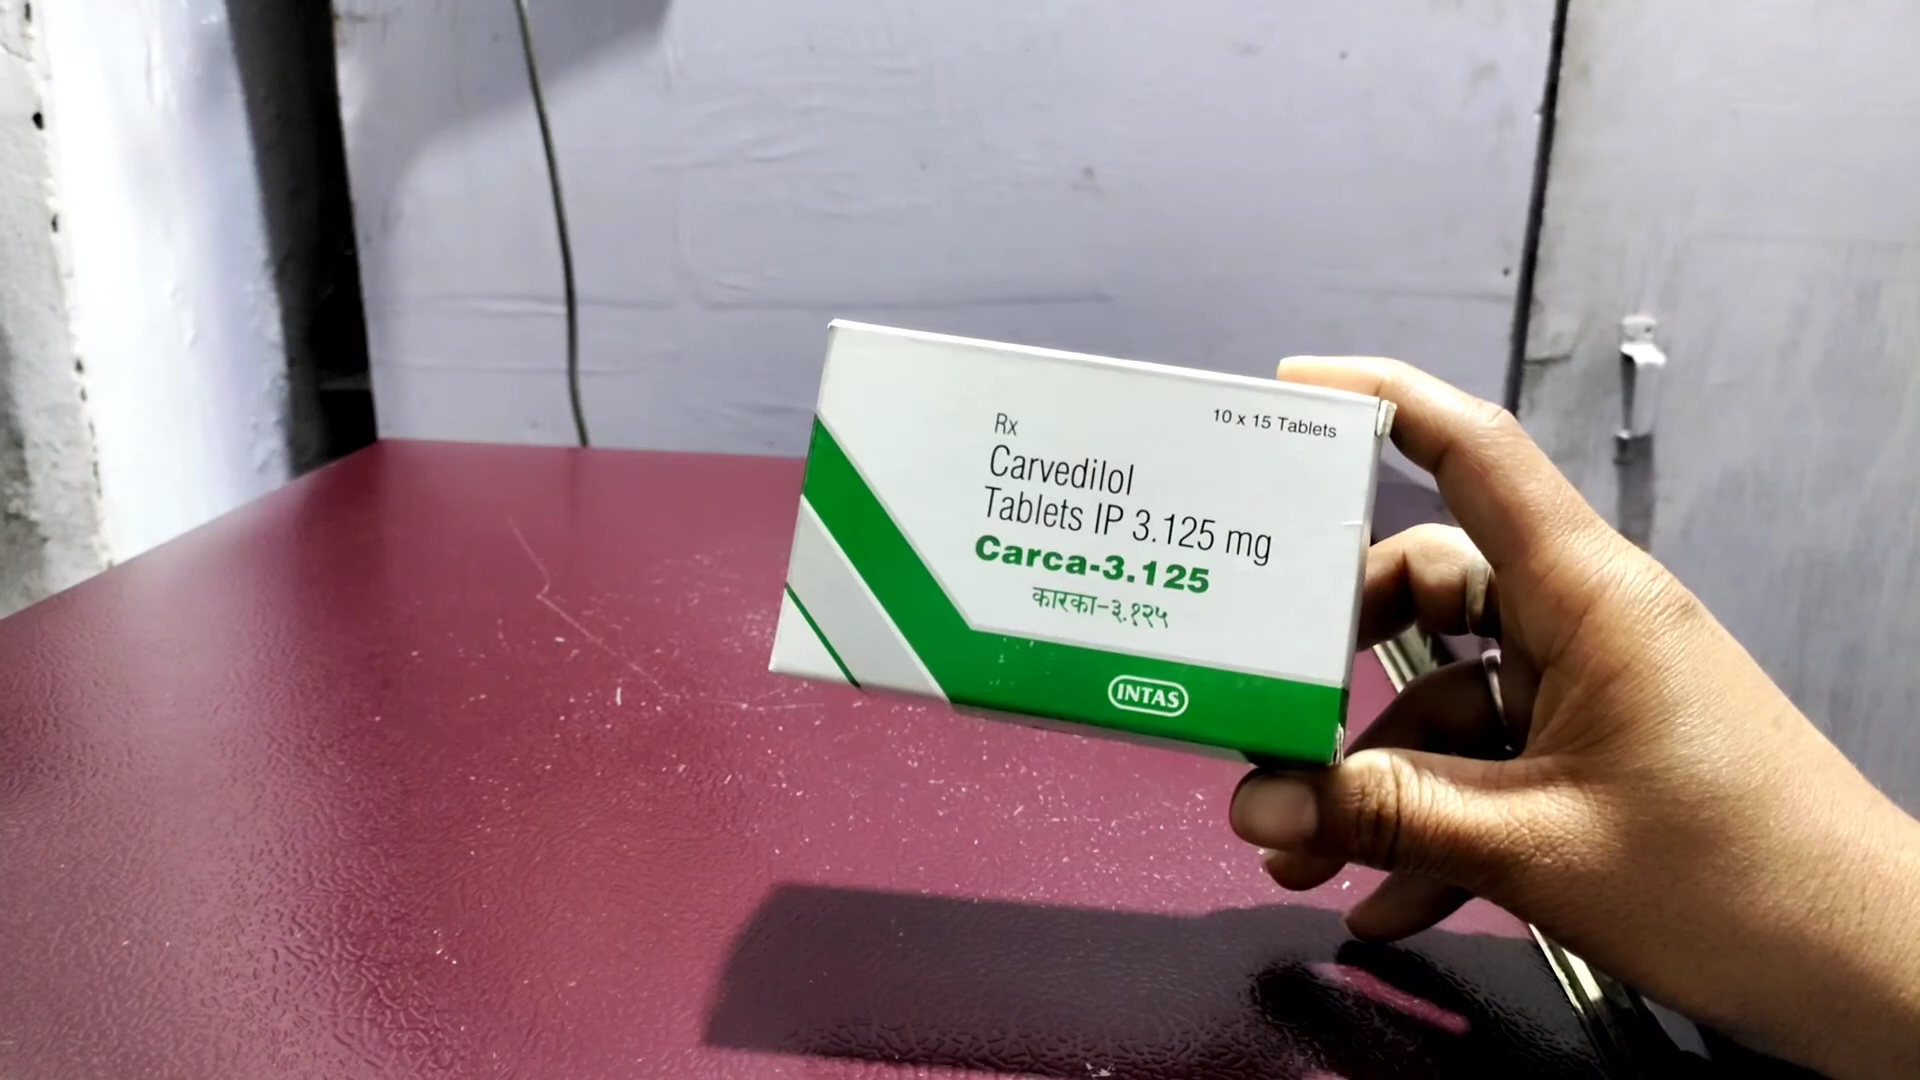 10 x 15 Tablets
Rx
Carvedilol
Tablets IP 3.125 mg
Carca-3.125
कारका-३.१२५
INTAS